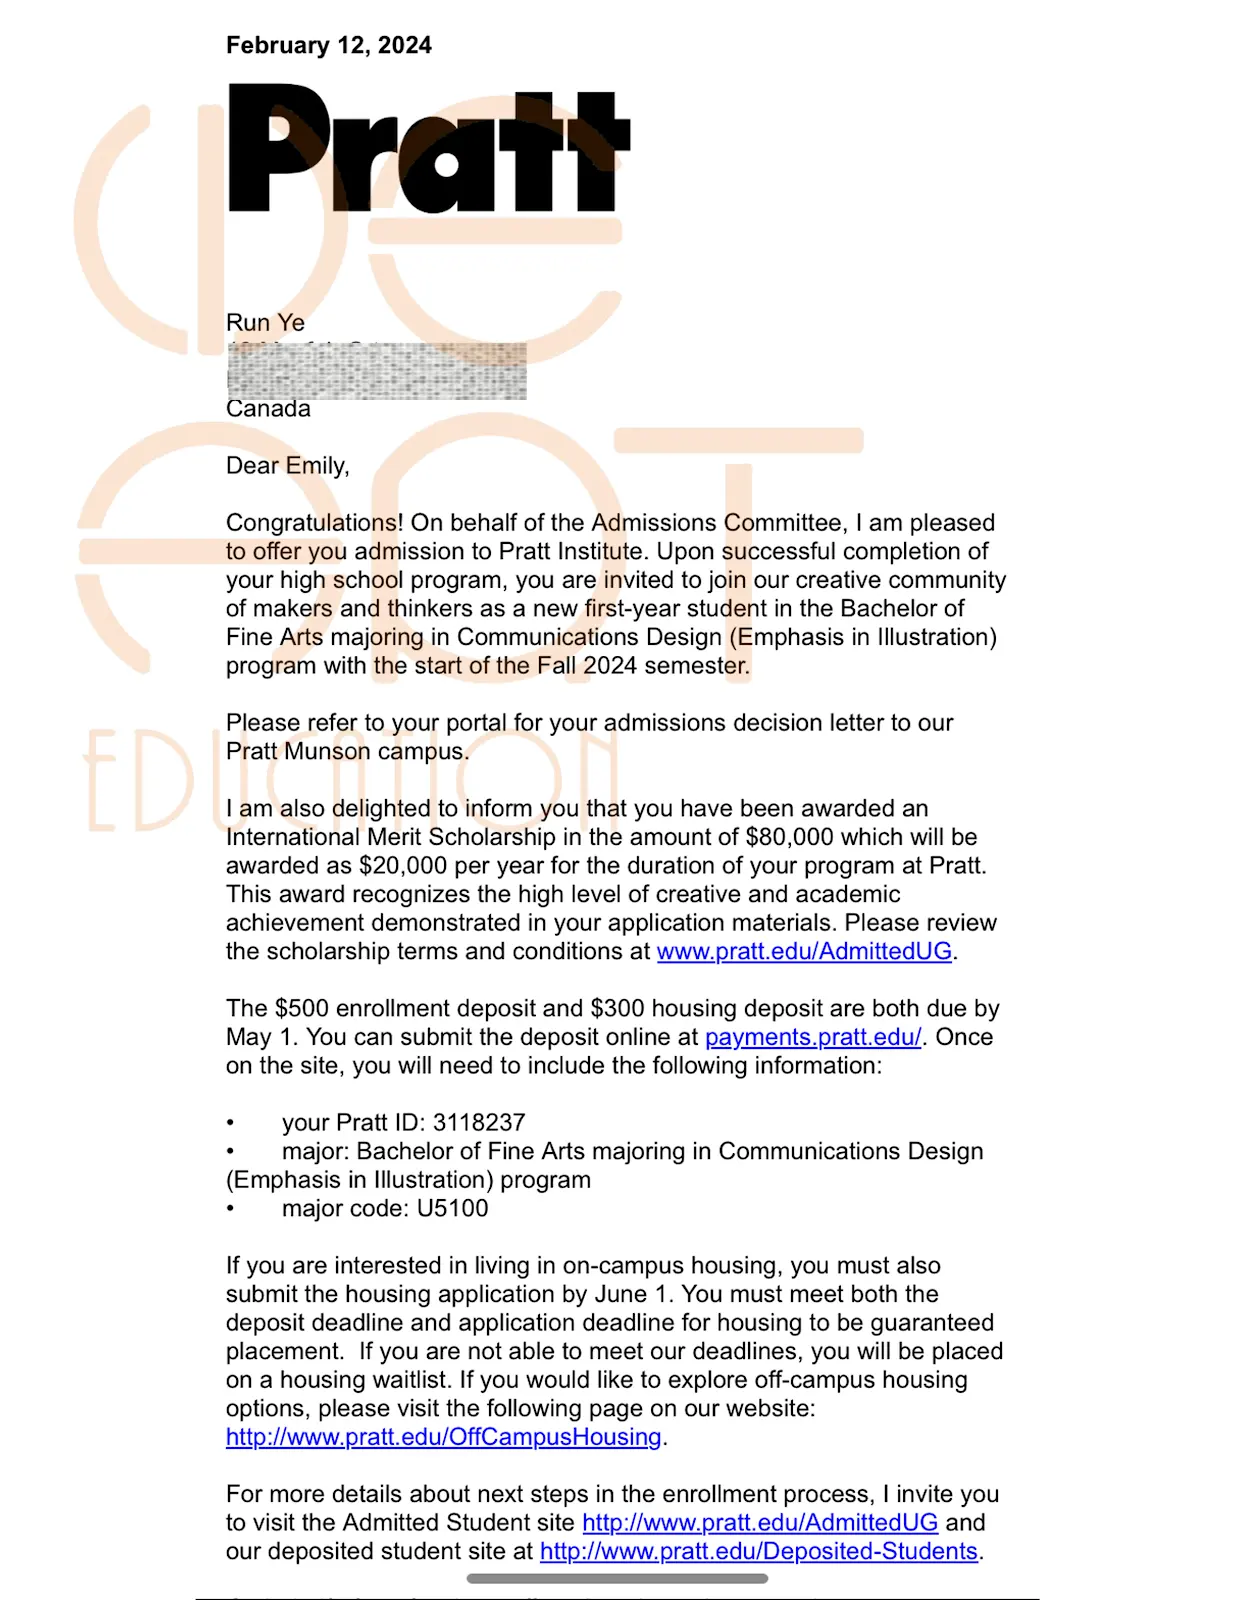 February 12, 2024
Pratt
Run Ye
Canada
Dear Emily,
Congratulations! On behalf of the Admissions Committee, I am pleased
to offer you admission to Pratt Institute. Upon successful completion of
your high school program, you are invited to join our creative community
of makers and thinkers as a new first-year student in the Bachelor of
Fine Arts majoring in Communications Design (Emphasis in Illustration)
program with the start of the Fall 2024 semester.
Please refer to your portal for your admissions decision letter to our
Pratt Munson campus.
EDUCATION
I am also delighted to inform you that you have been awarded an
International Merit Scholarship in the amount of $80,000 which will be
awarded as $20,000 per year for the duration of your program at Pratt.
This award recognizes the high level of creative and academic
achievement demonstrated in your application materials. Please review
the scholarship terms and conditions at www.pratt.edu/AdmittedUG.
The $500 enrollment deposit and $300 housing deposit are both due by
May 1. You can submit the deposit online at payments.pratt.edu/. Once
on the site, you will need to include the following information:
• your Pratt ID: 3118237
• major: Bachelor of Fine Arts majoring in Communications Design
(Emphasis in Illustration) program
• major code: U5100
If you are interested in living in on-campus housing, you must also
submit the housing application by June 1. You must meet both the
deposit deadline and application deadline for housing to be guaranteed
placement.  If you are not able to meet our deadlines, you will be placed
on a housing waitlist. If you would like to explore off-campus housing
options, please visit the following page on our website:
http://www.pratt.edu/OffCampusHousing.
For more details about next steps in the enrollment process, I invite you
to visit the Admitted Student site http://www.pratt.edu/AdmittedUG and
our deposited student site at http://www.pratt.edu/Deposited-Students.